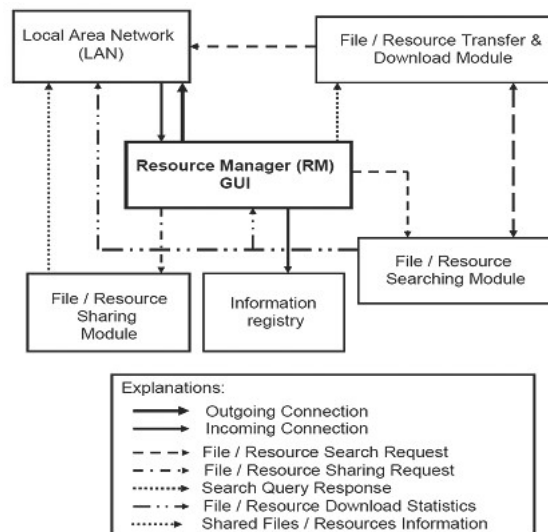 Local Area Network
(LAN)
File / Resource Transfer &
Download Module
Resource Manager (RM)
GUI
File / Resource
Sharing
Module
Information
registry
File / Resource
Searching Module
Explanations:
Outgoing Connection
Incoming Connection
File / Resource Search Request
File / Resource Sharing Request
Search Query Response
File / Resource Download Statistics
Shared Files / Resources Information